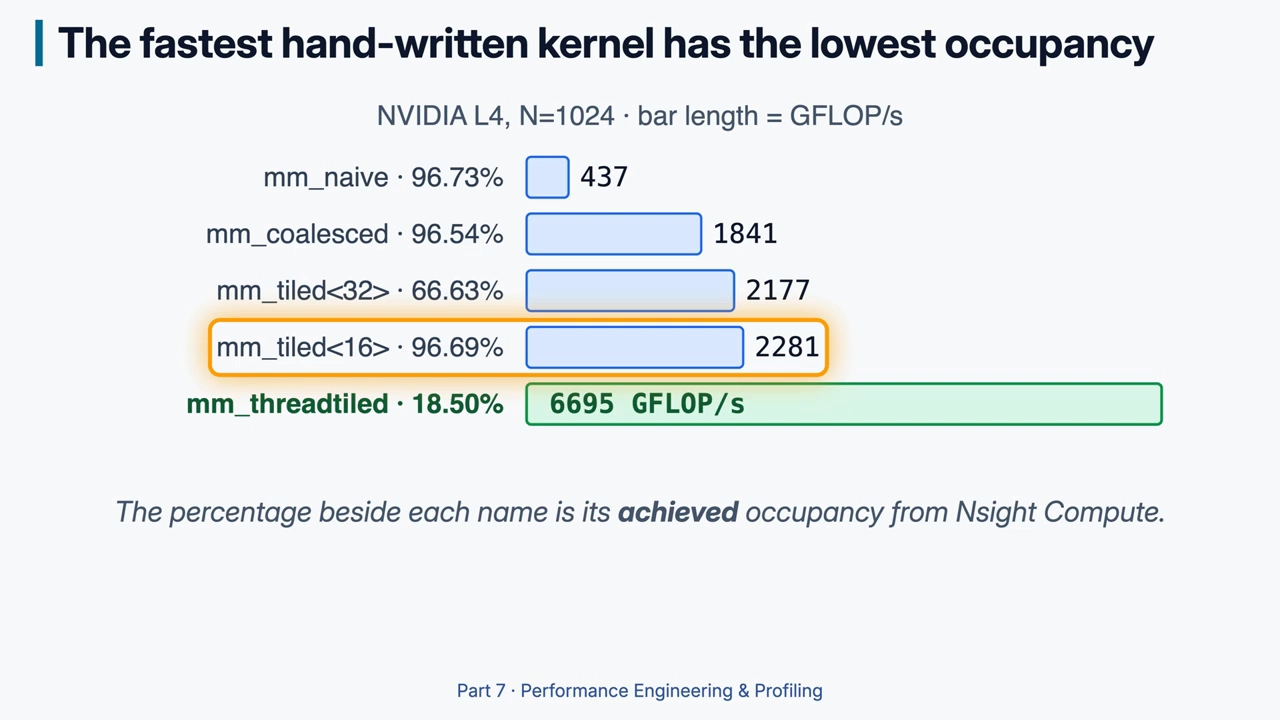 The fastest hand-written kernel has the lowest occupancy
NVIDIA L4, N=1024 · bar length = GFLOP/s
mm_naive · 96.73% 437
mm_coalesced · 96.54% 1841
mm_tiled<32> · 66.63% 2177
mm_tiled<16> · 96.69% 2281
mm_threadtiled · 18.50% 6695 GFLOP/s
The percentage beside each name is its achieved occupancy from Nsight Compute.
Part 7 · Performance Engineering & Profiling